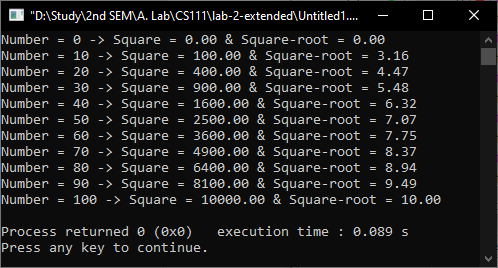 "D:\Study\2nd SEM\A. Lab\CS111\lab-2-extended\Untitled1....
Number = 0 -> Square = 0.00 & Square-root = 0.00
Number = 10 -> Square = 100.00 & Square-root = 3.16
Number = 20 -> Square = 400.00 & Square-root = 4.47
Number = 30 -> Square = 900.00 & Square-root = 5.48
Number = 40 -> Square = 1600.00 & Square-root = 6.32
Number = 50 -> Square = 2500.00 & Square-root = 7.07
Number = 60 -> Square = 3600.00 & Square-root = 7.75
Number = 70 -> Square = 4900.00 & Square-root = 8.37
Number = 80 -> Square = 6400.00 & Square-root = 8.94
Number = 90 -> Square = 8100.00 & Square-root = 9.49
Number = 100 -> Square = 10000.00 & Square-root = 10.00
Process returned 0 (0x0)   execution time : 0.089 s
Press any key to continue.